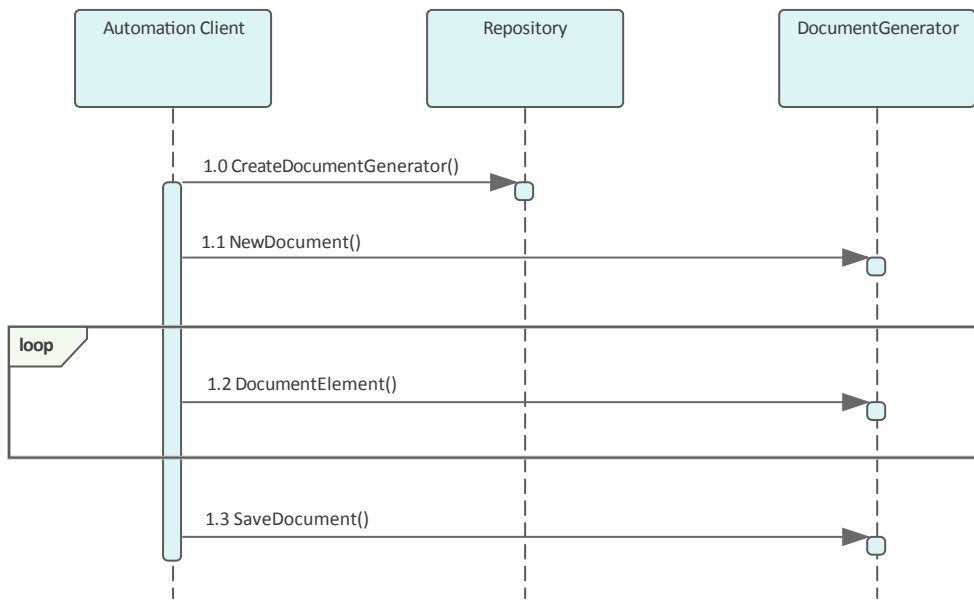 Automation Client
Repository
DocumentGenerator
1.0 CreateDocumentGenerator()
1.1 NewDocument()
loop
1.2 DocumentElement()
1.3 SaveDocument()